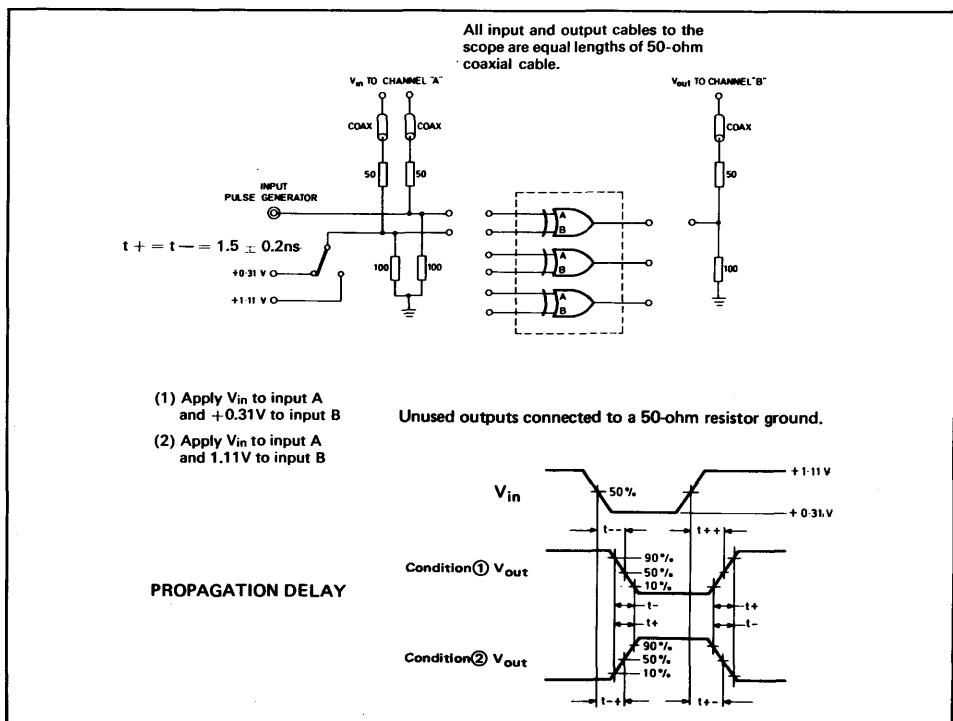 All input and output cables to the
scope are equal lengths of 50-ohm
coaxial cable.
Vin TO CHANNEL "A"
Vout TO CHANNEL "B"
COAX
COAX
COAX
50
50
50
INPUT
PULSE GENERATOR
t + = t — = 1.5 ± 0.2ns
+0·31 V
+1·11 V
100
100
100
A
B
A
B
A
B
(1) Apply Vin to input A
and +0.31V to input B
(2) Apply Vin to input A
and 1.11V to input B
Unused outputs connected to a 50-ohm resistor ground.
Vin
50%
+1·11 V
+0·31V
t--
t++
Condition① Vout
90%
50%
10%
PROPAGATION DELAY
t-
t+
t+
t-
Condition② Vout
90%
50%
10%
t-+
t+-